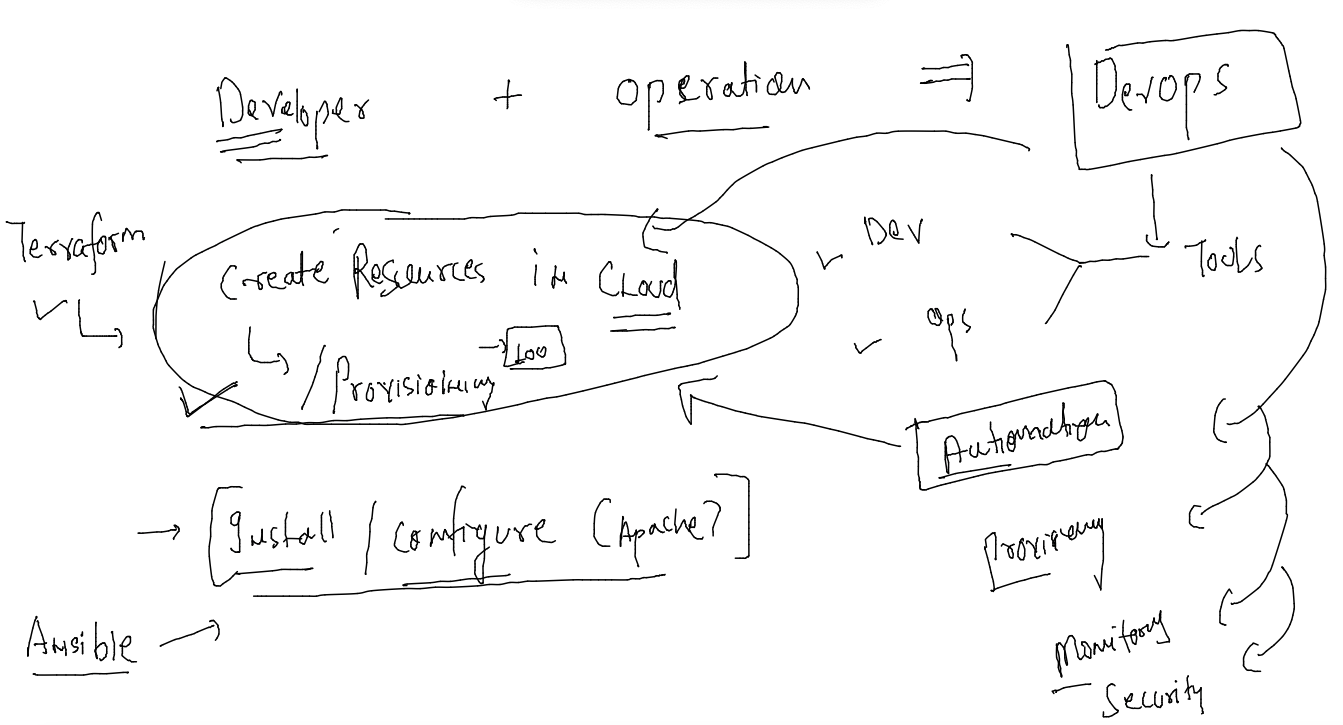 Developer + operation ⇒ Devops
Terraform
Create Resources in Cloud
/Provisioning → 100
Dev
Ops
Tools
Automation
→ [Install / configure (Apache)]
Ansible →
Monitoring
Security